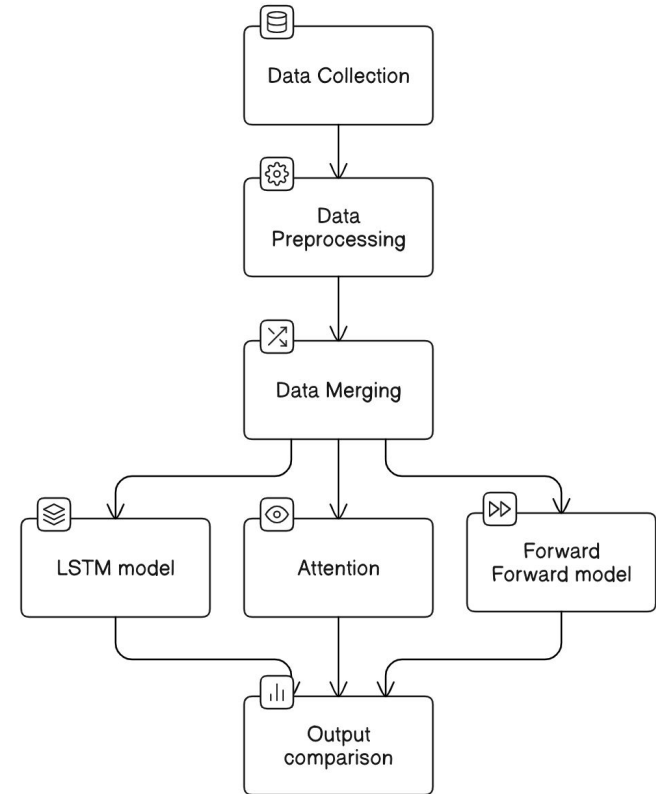 Data Collection
Data
Preprocessing
Data Merging
LSTM model
Attention
Forward
Forward model
Output
comparison